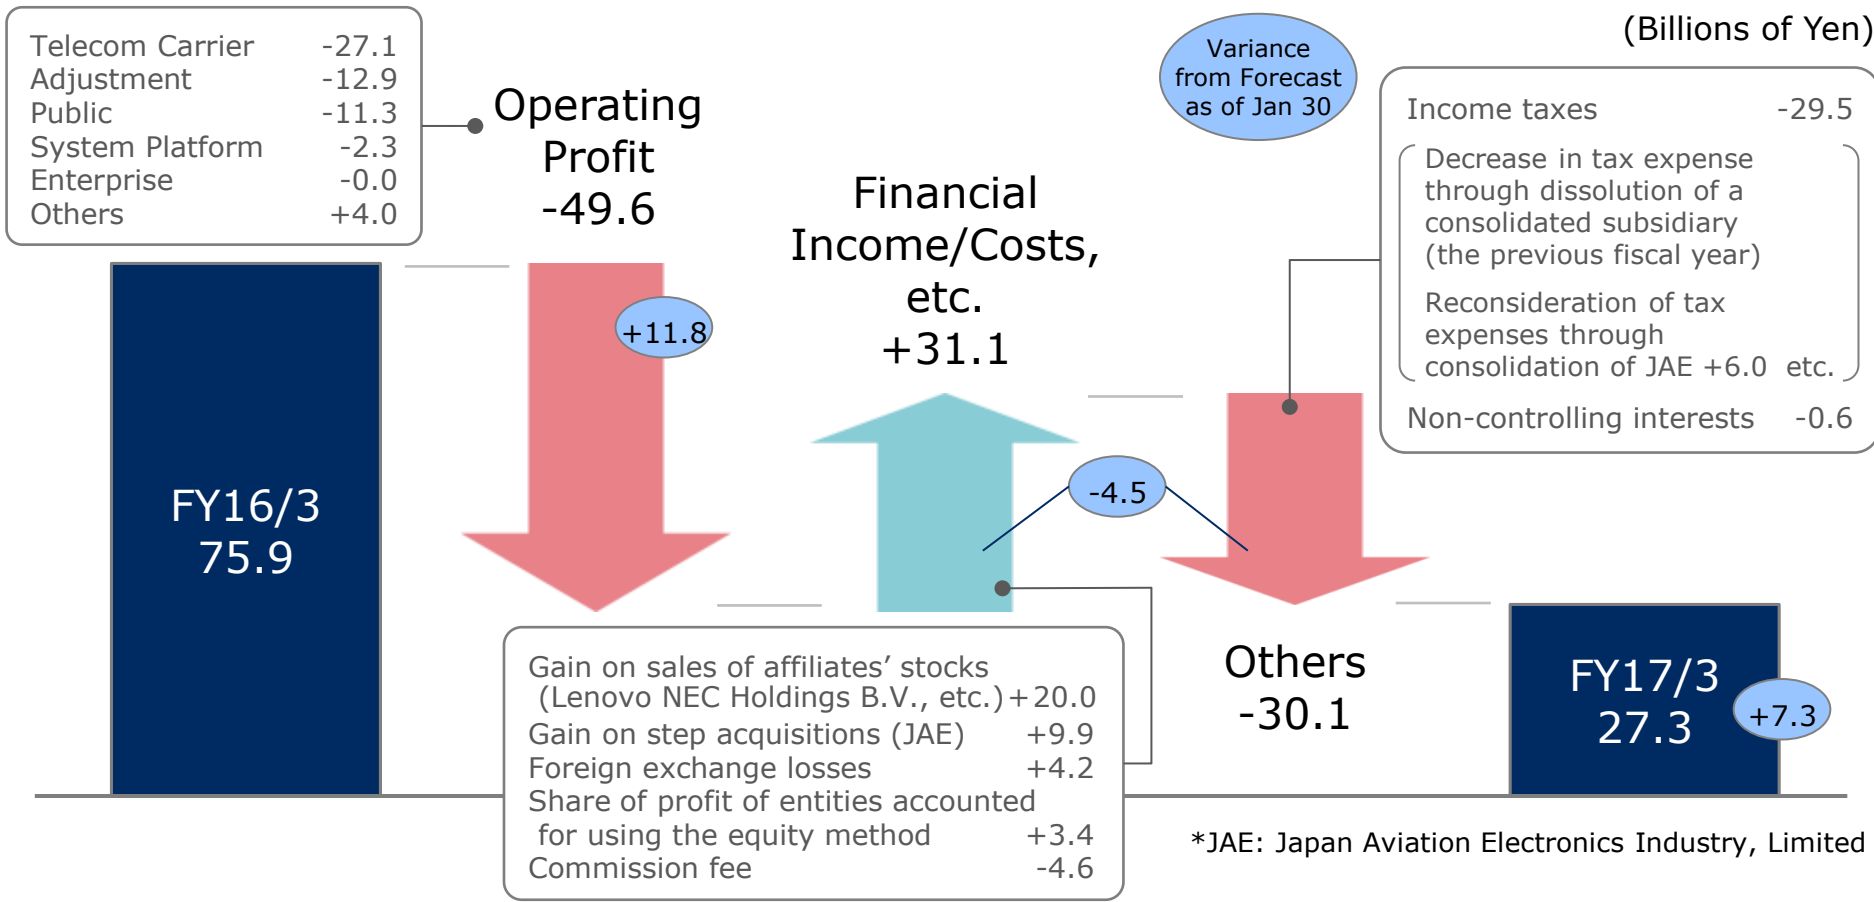 (Billions of Yen)
Telecom Carrier -27.1
Adjustment -12.9
Public -11.3
System Platform -2.3
Enterprise -0.0
Others +4.0
Operating
Profit
-49.6
Variance
from Forecast
as of Jan 30
Income taxes -29.5
Decrease in tax expense
through dissolution of a
consolidated subsidiary
(the previous fiscal year)
Reconsideration of tax
expenses through
consolidation of JAE +6.0 etc.
Non-controlling interests -0.6
Financial
Income/Costs,
etc.
+31.1
+11.8
-4.5
FY16/3
75.9
Gain on sales of affiliates’ stocks
(Lenovo NEC Holdings B.V., etc.) +20.0
Gain on step acquisitions (JAE) +9.9
Foreign exchange losses +4.2
Share of profit of entities accounted
for using the equity method +3.4
Commission fee -4.6
Others
-30.1
FY17/3
27.3
+7.3
*JAE: Japan Aviation Electronics Industry, Limited